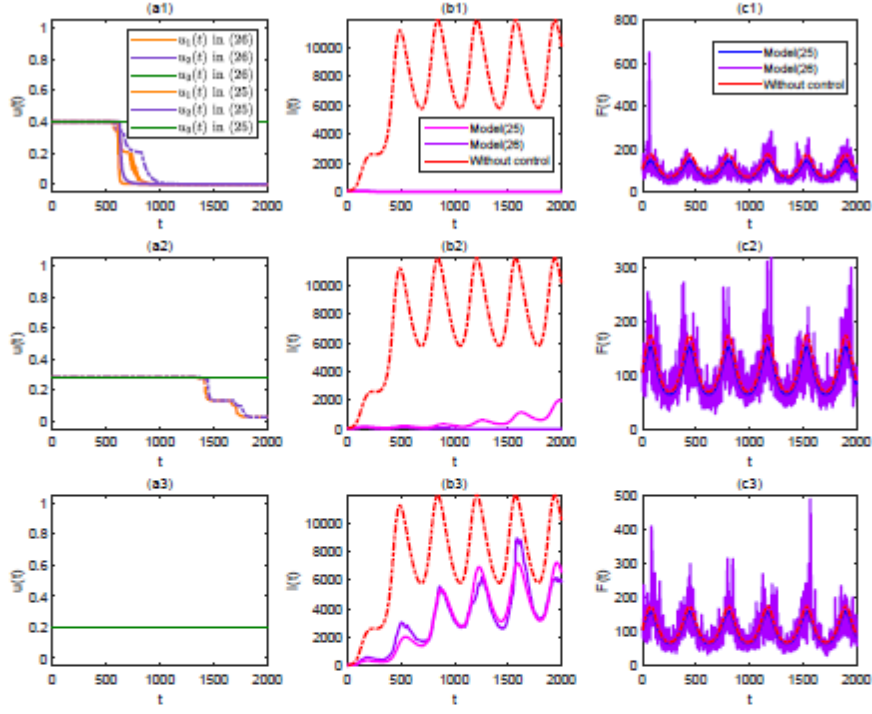 (a1)
1
0.8
0.6
0.4
0.2
0
u(t)
u₁(t) in (26)
u₂(t) in (26)
u₃(t) in (26)
u₁(t) in (25)
u₂(t) in (25)
u₃(t) in (25)
0 500 1000 1500 2000
t
(b1)
10000
8000
6000
4000
2000
0
I(t)
Model(25)
Model(26)
Without control
0 500 1000 1500 2000
t
(c1)
800
600
400
200
0
F(t)
Model(25)
Model(26)
Without control
0 500 1000 1500 2000
t
(a2)
1
0.8
0.6
0.4
0.2
0
u(t)
0 500 1000 1500 2000
t
(b2)
10000
8000
6000
4000
2000
0
I(t)
0 500 1000 1500 2000
t
(c2)
300
200
100
0
F(t)
0 500 1000 1500 2000
t
(a3)
1
0.8
0.6
0.4
0.2
0
u(t)
0 500 1000 1500 2000
t
(b3)
10000
8000
6000
4000
2000
0
I(t)
0 500 1000 1500 2000
t
(c3)
500
400
300
200
100
0
F(t)
0 500 1000 1500 2000
t